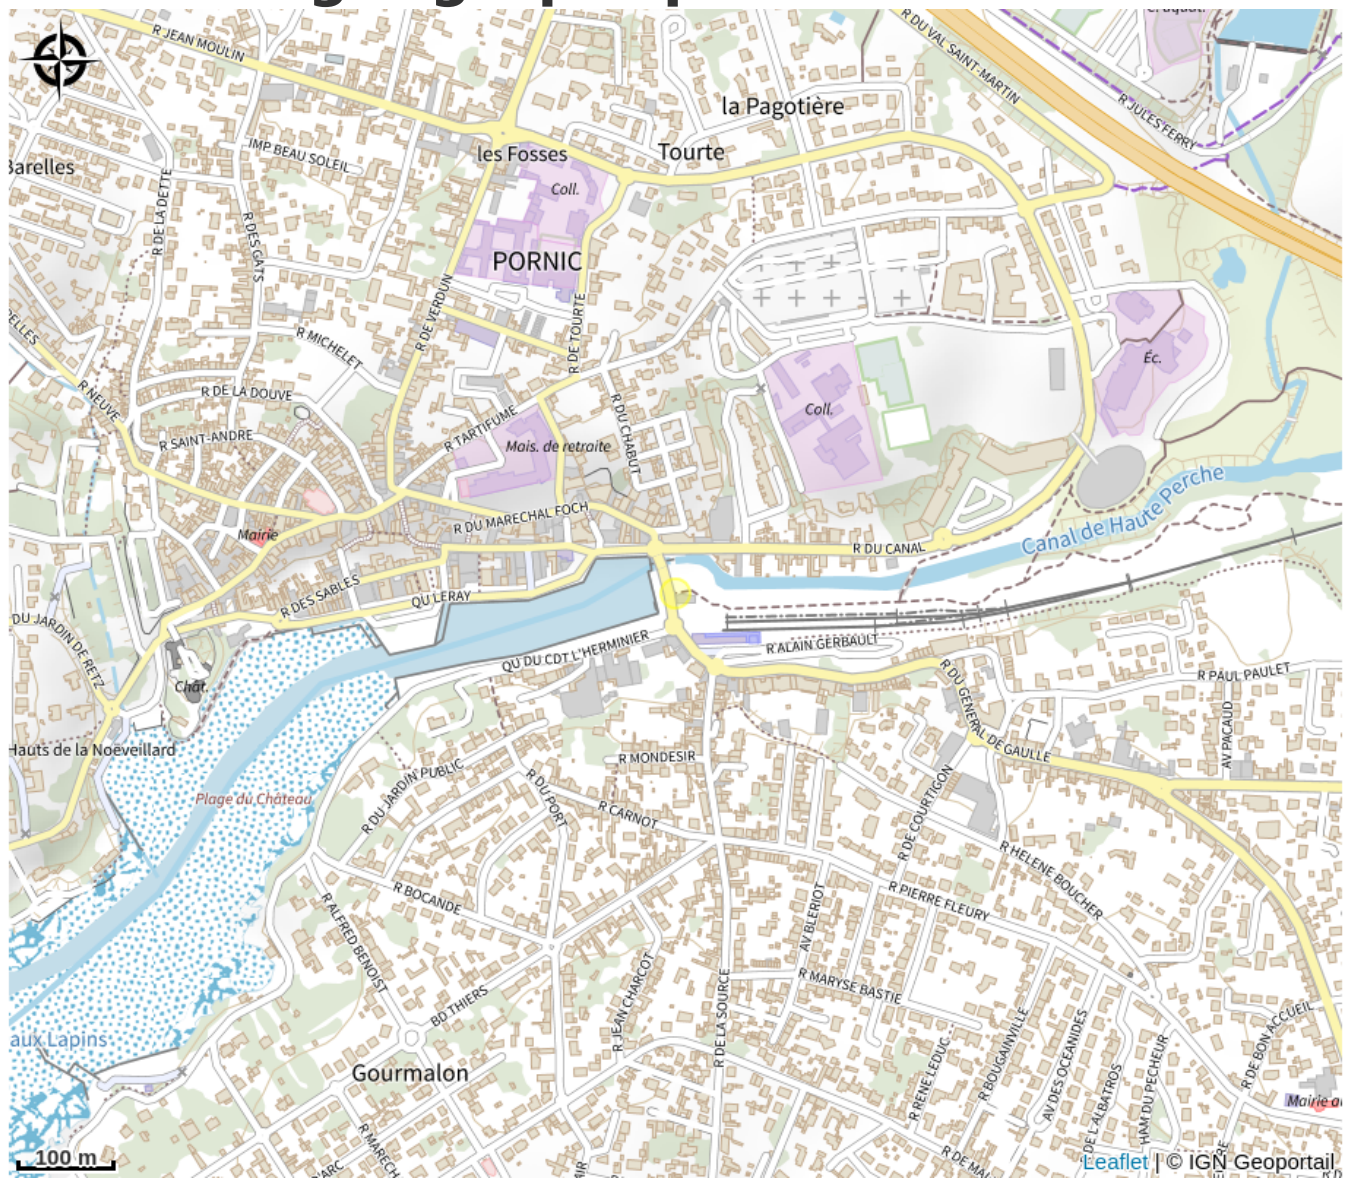 R JEAN MOULIN
R DU VAL SAINT-MARTIN
la Pagotière
R JULES FERRY
IMP BEAU SOLEIL
les Fosses
Tourte
Barelles
Coll.
R DE LA DETTE
R DES GATS
PORNIC
R DE VERDUN
R DE TOURTE
R MICHELET
Éc.
R NEUVE
R DE LA DOUVE
R TARTIFUME
R DU CHABUT
Coll.
R SAINT-ANDRE
Mais. de retraite
Mairie
R DU MARECHAL FOCH
R DU CANAL
Canal de Haute Perche
R DES SABLES
QU LERAY
DU JARDIN DE RETZ
QU DU CDT L'HERMINIER
R ALAIN GERBAULT
Chât.
R PAUL PAULET
R DU GENERAL DE GAULLE
AV PACAUD
Hauts de la Noëveillard
R MONDESIR
R DU JARDIN PUBLIC
Plage du Château
R DU PORT
R CARNOT
R DE COURTIGON
R HELENE BOUCHER
R BOCANDE
R PIERRE FLEURY
R ALFRED BENOIST
AV BLERIOT
R JEAN CHARCOT
R DE LA SOURCE
R MARYSE BASTIE
BD THIERS
aux Lapins
R RENE LEDUC
R BOUGAINVILLE
AV DES OCEANIDES
R DE BON ACCUEIL
Gourmalon
DE L'ALBATROS
HAM DU PECHEUR
Mairie
100 m
Leaflet | © IGN Geoportail